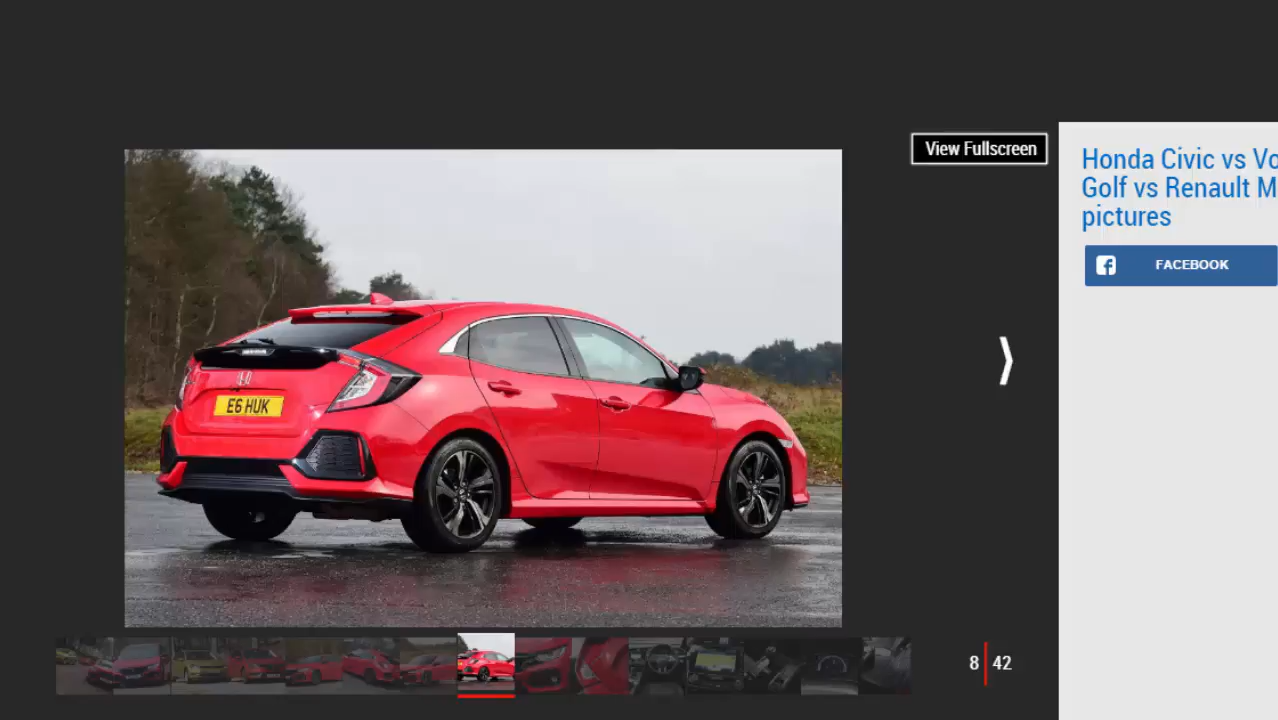 View Fullscreen
Honda Civic vs Vo
Golf vs Renault M
pictures
FACEBOOK
E6 HUK
8 42